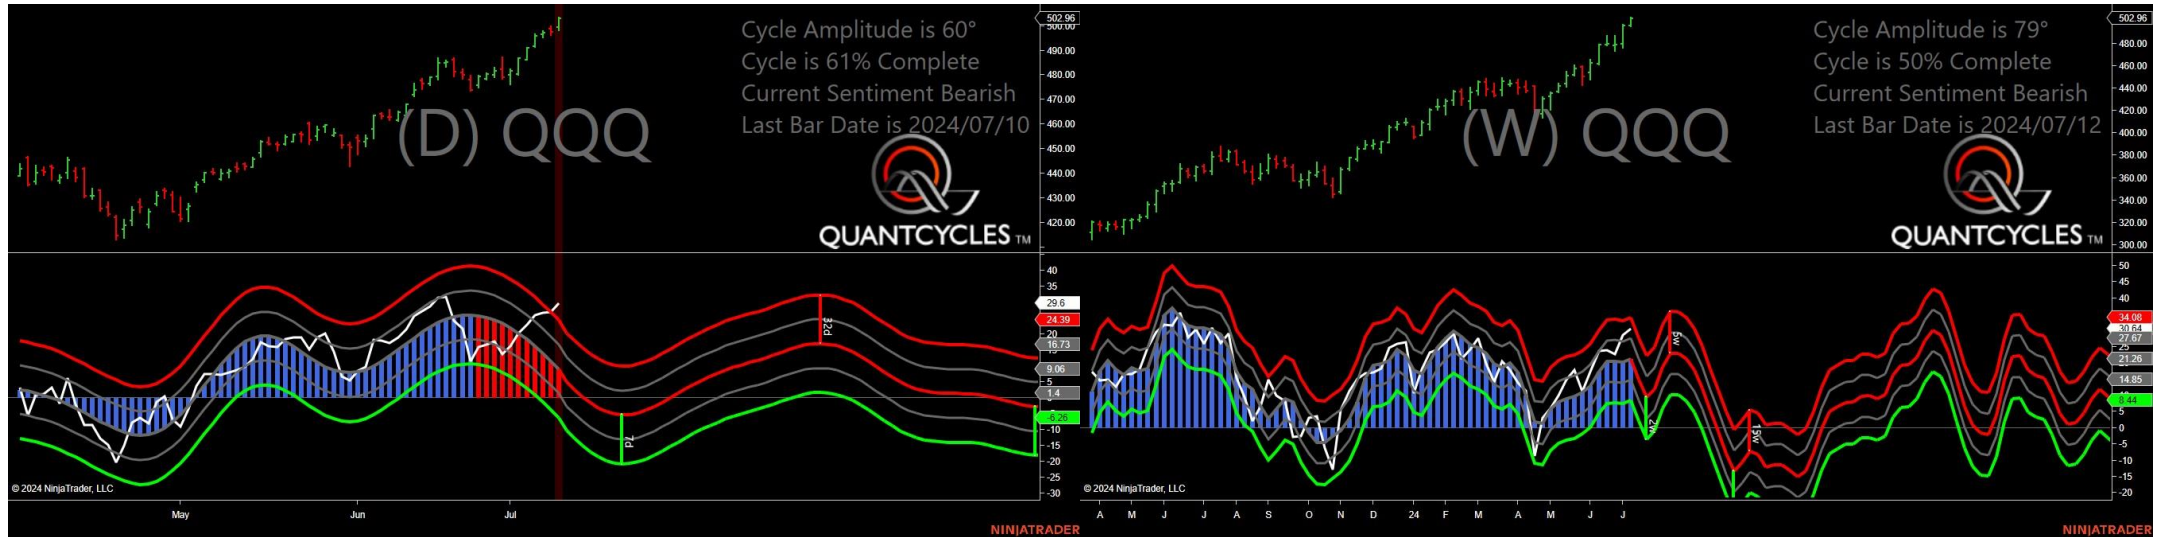 Cycle Amplitude is 60°
Cycle is 61% Complete
Current Sentiment Bearish
Last Bar Date is 2024/07/10
(D) QQQ
QUANTCYCLES TM
502.96
500.00
490.00
480.00
470.00
460.00
450.00
440.00
430.00
420.00
40
35
29.6
24.39
20
16.73
9.06
5
1.4
-6.26
-10
-15
-20
-25
-30
32d
7d
© 2024 NinjaTrader, LLC
May Jun Jul
NINJATRADER
Cycle Amplitude is 79°
Cycle is 50% Complete
Current Sentiment Bearish
Last Bar Date is 2024/07/12
(W) QQQ
QUANTCYCLES TM
502.96
480.00
460.00
440.00
420.00
400.00
380.00
360.00
340.00
320.00
300.00
50
45
40
34.08
30.64
27.67
25
21.26
14.85
8.44
5
0
-5
-10
-15
-20
5w
2w
15w
© 2024 NinjaTrader, LLC
A M J J A S O N D 24 F M A M J J
NINJATRADER